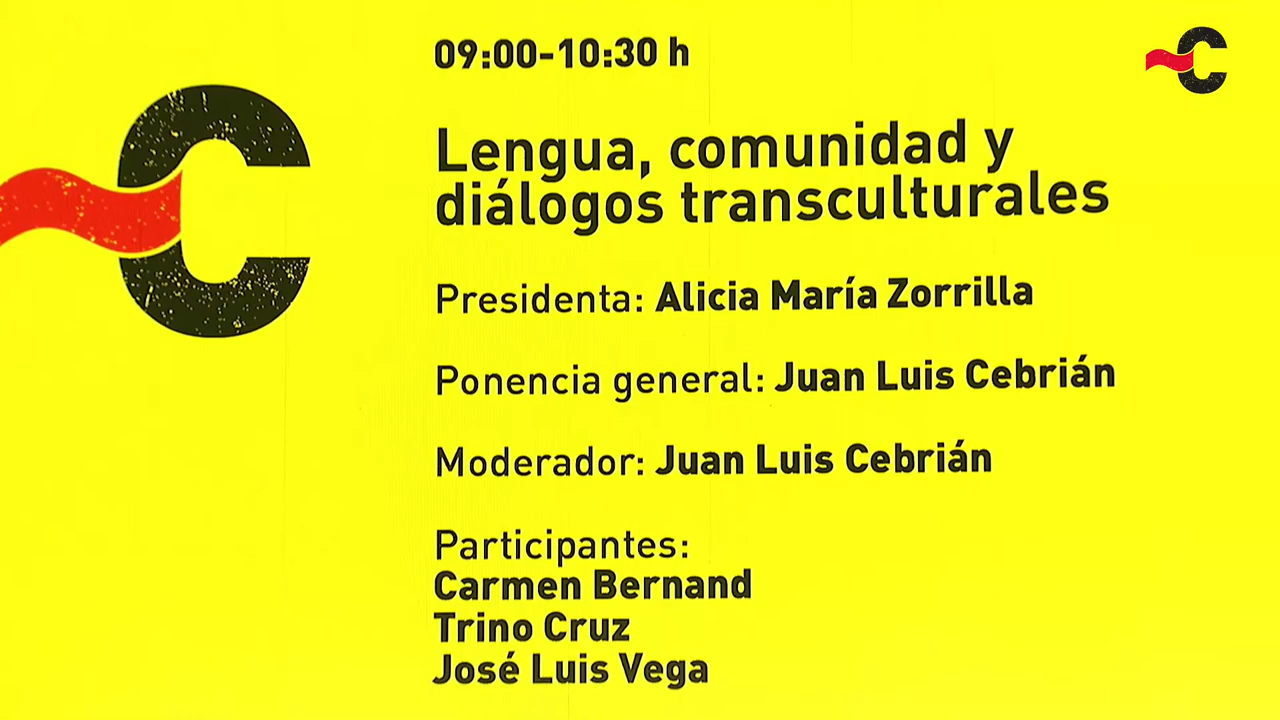 09:00-10:30 h
Lengua, comunidad y
diálogos transculturales
Presidenta: Alicia María Zorrilla
Ponencia general: Juan Luis Cebrián
Moderador: Juan Luis Cebrián
Participantes:
Carmen Bernand
Trino Cruz
José Luis Vega